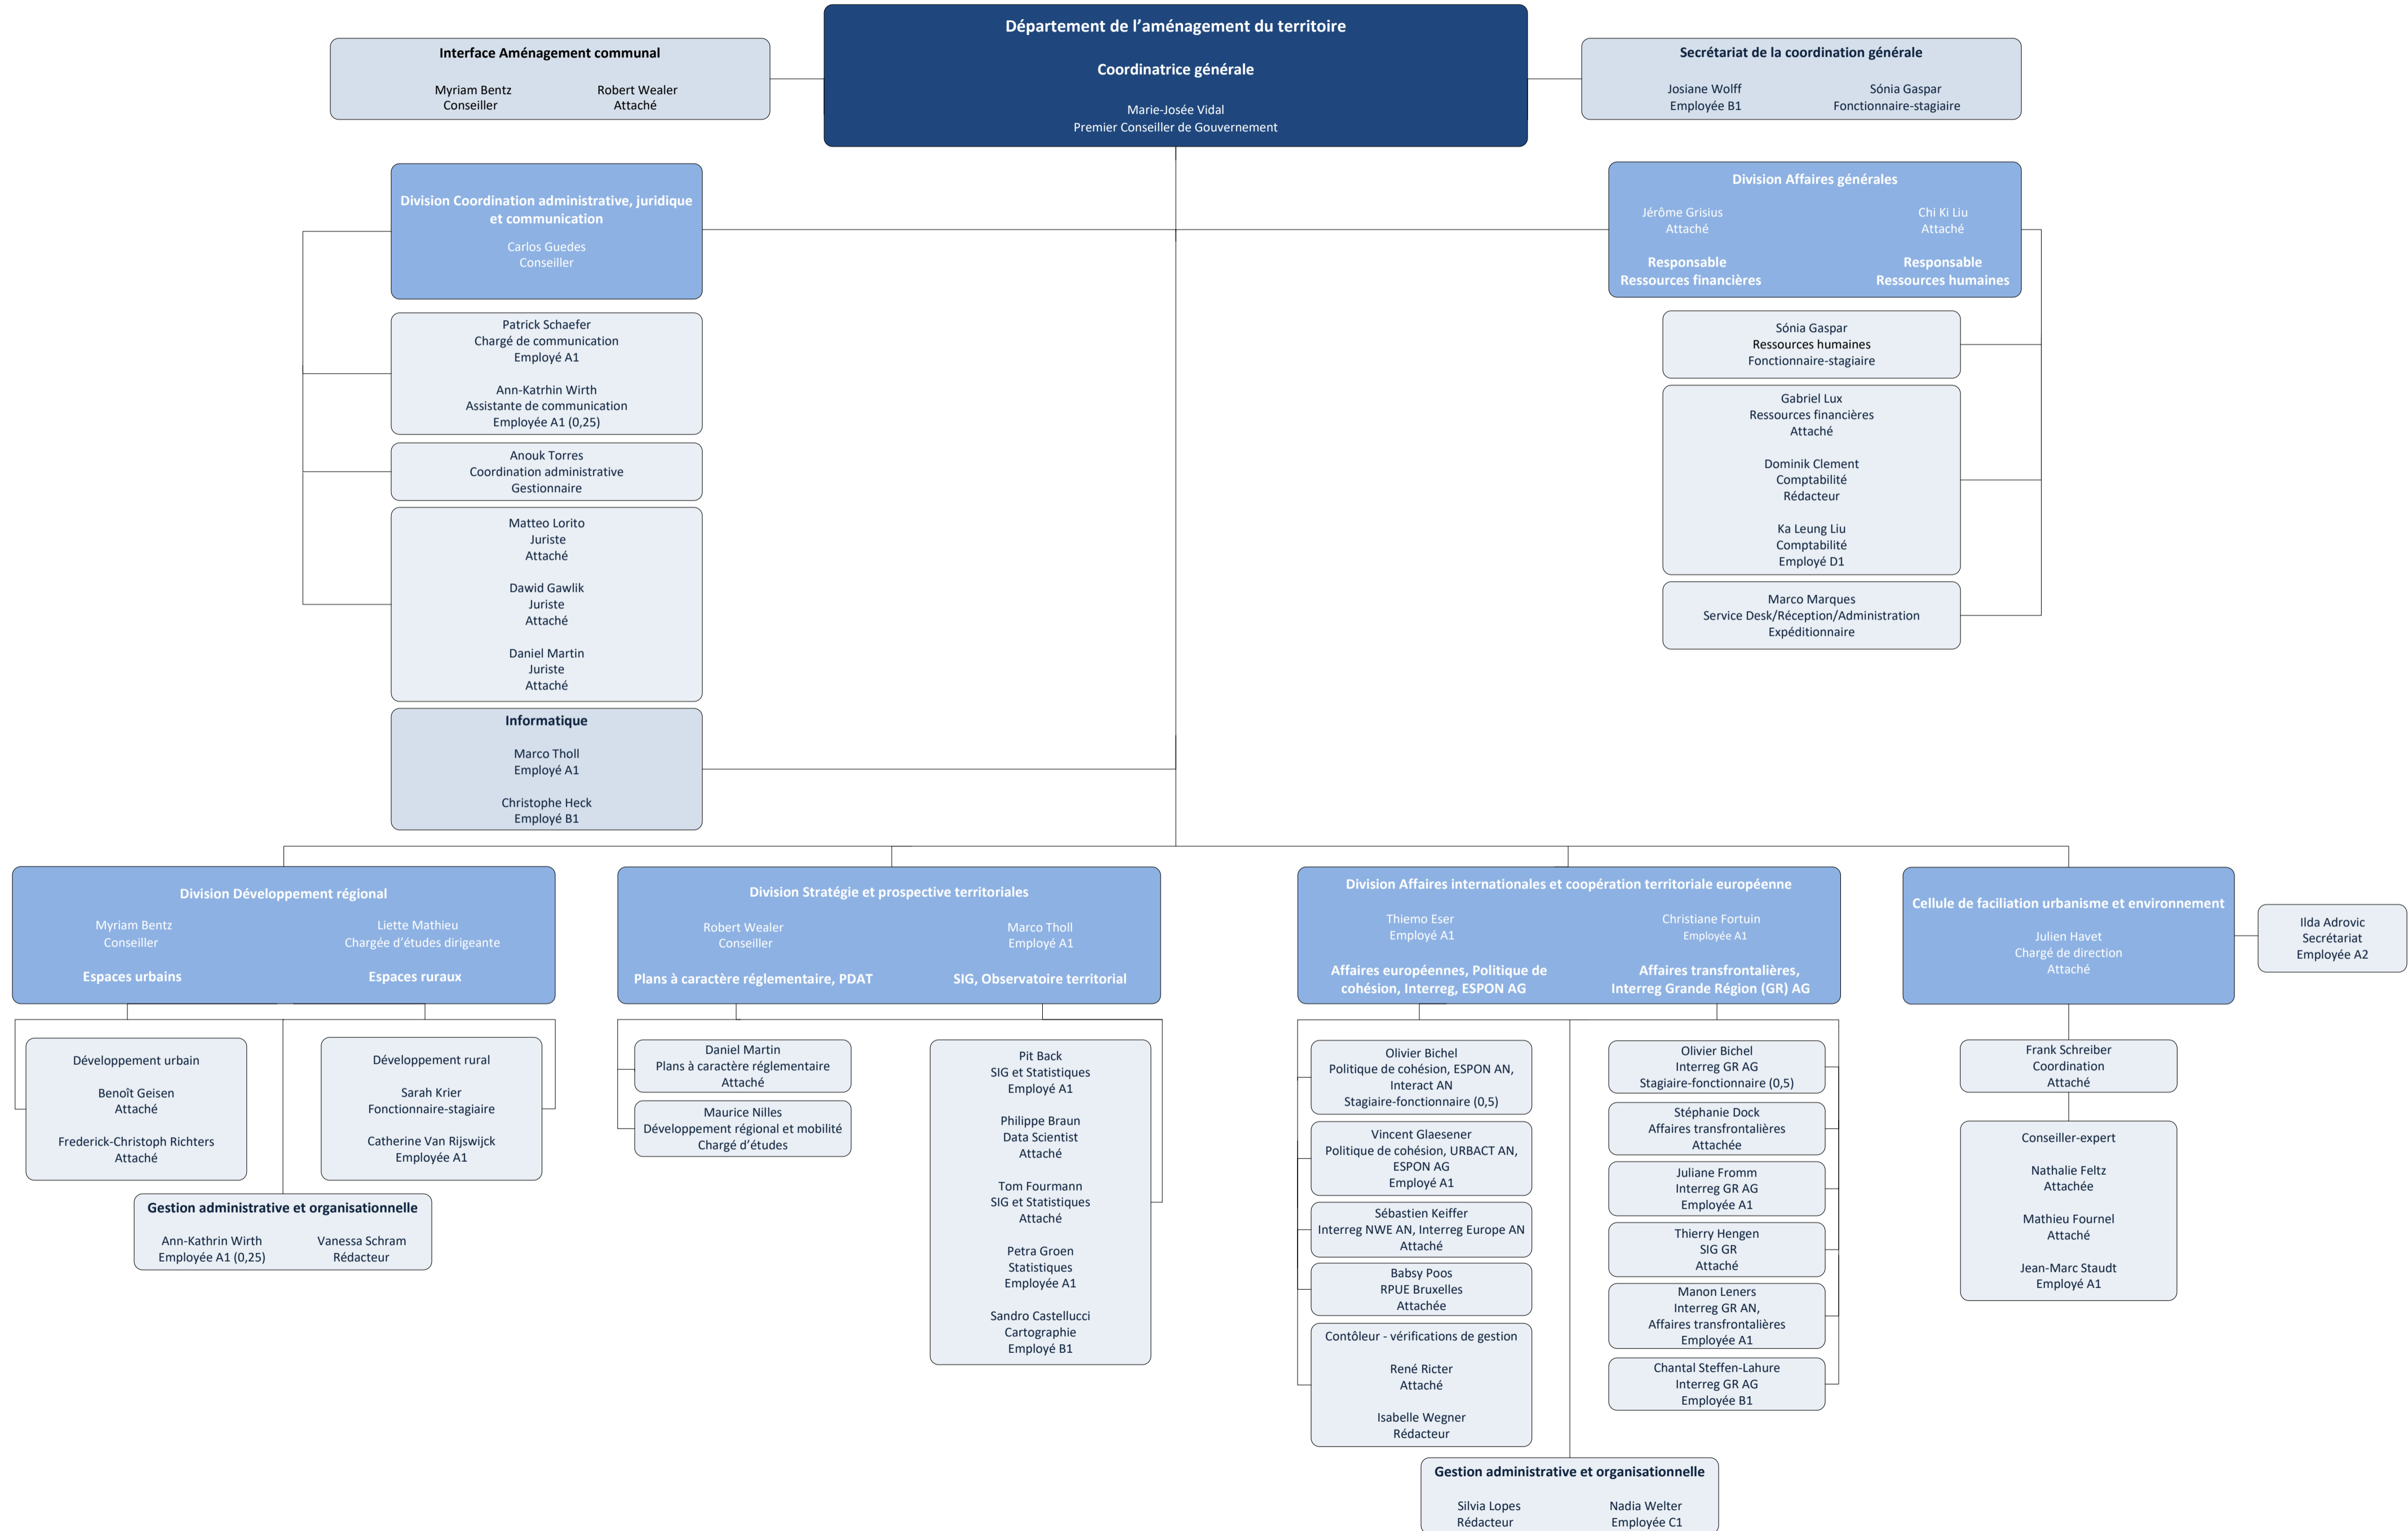 Département de l’aménagement du territoire
Coordinatrice générale
Marie-Josée Vidal
Premier Conseiller de Gouvernement
Interface Aménagement communal
Myriam Bentz
Conseiller
Robert Wealer
Attaché
Secrétariat de la coordination générale
Josiane Wolff
Employée B1
Sónia Gaspar
Fonctionnaire-stagiaire
Division Coordination administrative, juridique
et communication
Carlos Guedes
Conseiller
Patrick Schaefer
Chargé de communication
Employé A1
Ann-Katrhin Wirth
Assistante de communication
Employée A1 (0,25)
Anouk Torres
Coordination administrative
Gestionnaire
Matteo Lorito
Juriste
Attaché
Dawid Gawlik
Juriste
Attaché
Daniel Martin
Juriste
Attaché
Informatique
Marco Tholl
Employé A1
Christophe Heck
Employé B1
Division Affaires générales
Jérôme Grisius
Attaché
Responsable
Ressources financières
Chi Ki Liu
Attaché
Responsable
Ressources humaines
Sónia Gaspar
Ressources humaines
Fonctionnaire-stagiaire
Gabriel Lux
Ressources financières
Attaché
Dominik Clement
Comptabilité
Rédacteur
Ka Leung Liu
Comptabilité
Employé D1
Marco Marques
Service Desk/Réception/Administration
Expéditionnaire
Division Développement régional
Myriam Bentz
Conseiller
Espaces urbains
Liette Mathieu
Chargée d’études dirigeante
Espaces ruraux
Développement urbain
Benoît Geisen
Attaché
Frederick-Christoph Richters
Attaché
Développement rural
Sarah Krier
Fonctionnaire-stagiaire
Catherine Van Rijswijck
Employée A1
Gestion administrative et organisationnelle
Ann-Kathrin Wirth
Employée A1 (0,25)
Vanessa Schram
Rédacteur
Division Stratégie et prospective territoriales
Robert Wealer
Conseiller
Plans à caractère réglementaire, PDAT
Marco Tholl
Employé A1
SIG, Observatoire territorial
Daniel Martin
Plans à caractère réglementaire
Attaché
Maurice Nilles
Développement régional et mobilité
Chargé d’études
Pit Back
SIG et Statistiques
Employé A1
Philippe Braun
Data Scientist
Attaché
Tom Fourmann
SIG et Statistiques
Attaché
Petra Groen
Statistiques
Employée A1
Sandro Castellucci
Cartographie
Employé B1
Division Affaires internationales et coopération territoriale européenne
Thiemo Eser
Employé A1
Affaires européennes, Politique de
cohésion, Interreg, ESPON AG
Christiane Fortuin
Employée A1
Affaires transfrontalières,
Interreg Grande Région (GR) AG
Olivier Bichel
Politique de cohésion, ESPON AN,
Interact AN
Stagiaire-fonctionnaire (0,5)
Vincent Glaesener
Politique de cohésion, URBACT AN,
ESPON AG
Employé A1
Sébastien Keiffer
Interreg NWE AN, Interreg Europe AN
Attaché
Babsy Poos
RPUE Bruxelles
Attachée
Contôleur - vérifications de gestion
René Ricter
Attaché
Isabelle Wegner
Rédacteur
Olivier Bichel
Interreg GR AG
Stagiaire-fonctionnaire (0,5)
Stéphanie Dock
Affaires transfrontalières
Attachée
Juliane Fromm
Interreg GR AG
Employée A1
Thierry Hengen
SIG GR
Attaché
Manon Leners
Interreg GR AN,
Affaires transfrontalières
Employée A1
Chantal Steffen-Lahure
Interreg GR AG
Employée B1
Gestion administrative et organisationnelle
Silvia Lopes
Rédacteur
Nadia Welter
Employée C1
Cellule de faciliation urbanisme et environnement
Julien Havet
Chargé de direction
Attaché
Ilda Adrovic
Secrétariat
Employée A2
Frank Schreiber
Coordination
Attaché
Conseiller-expert
Nathalie Feltz
Attachée
Mathieu Fournel
Attaché
Jean-Marc Staudt
Employé A1